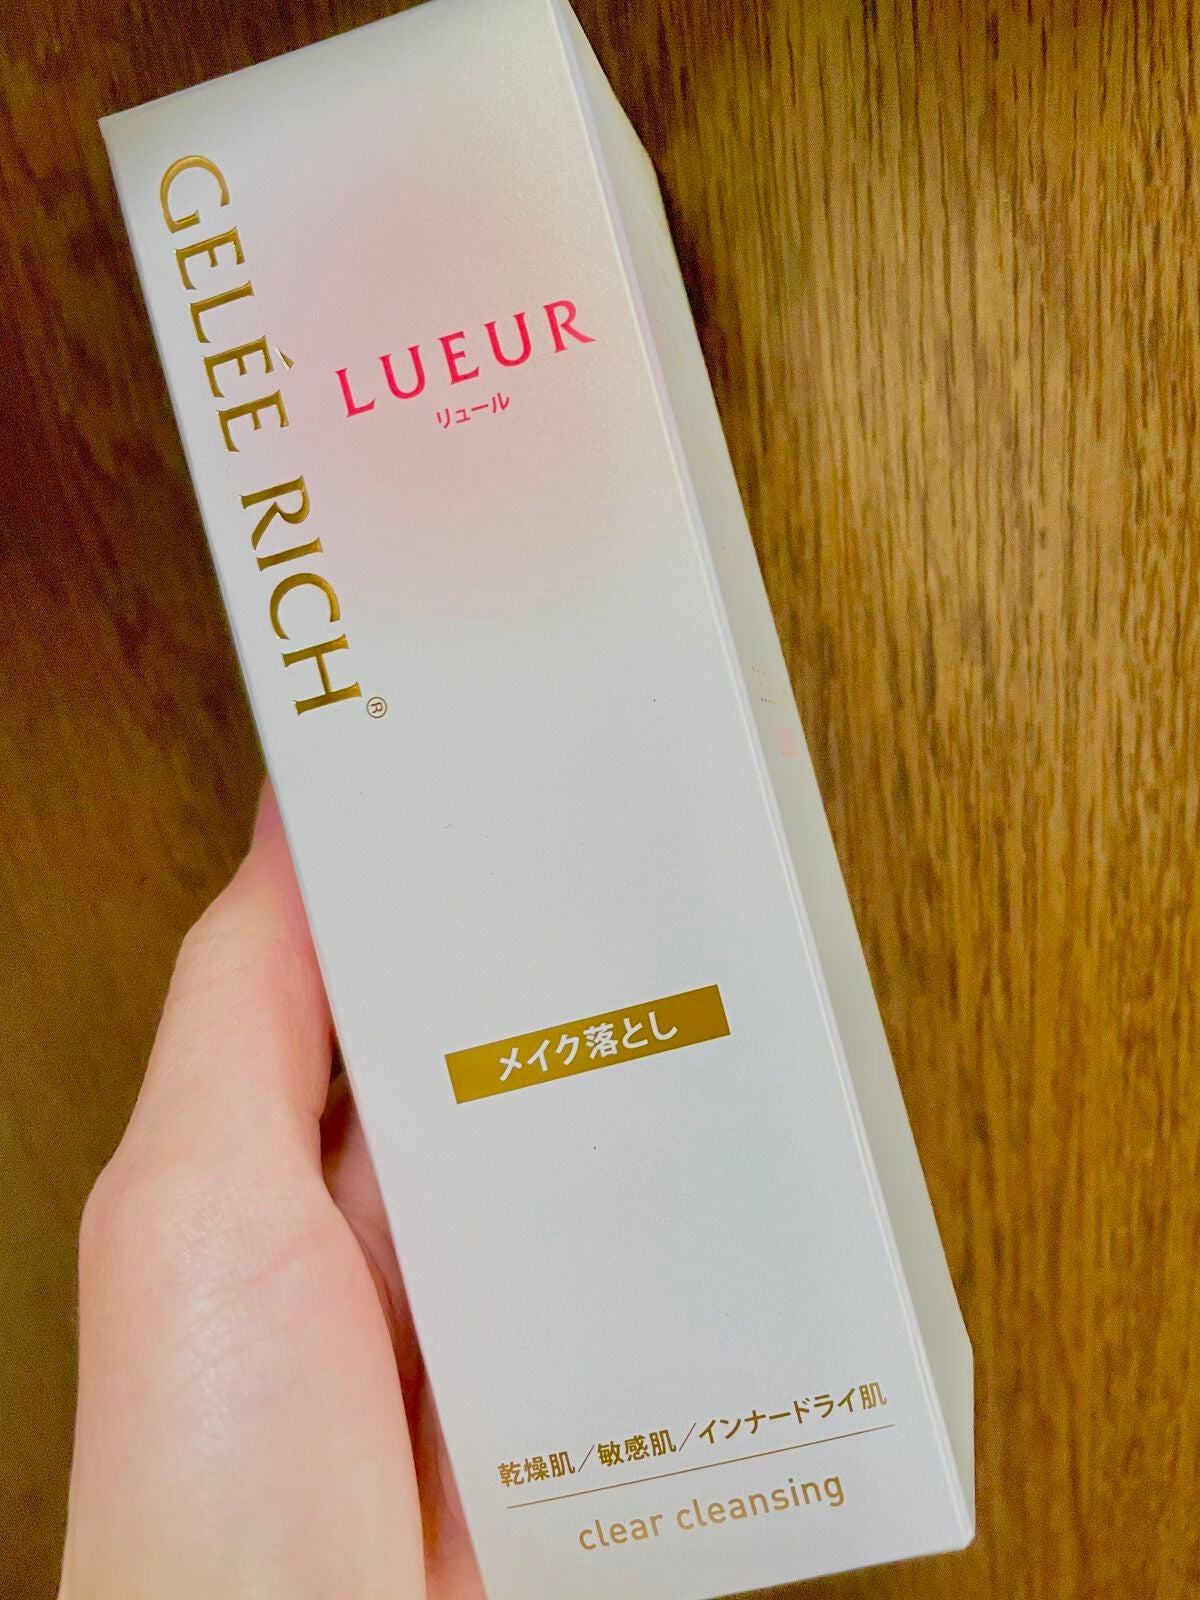 GELÉE RICH®
LUEUR
リュール
メイク落とし
乾燥肌／敏感肌／インナードライ肌
clear cleansing